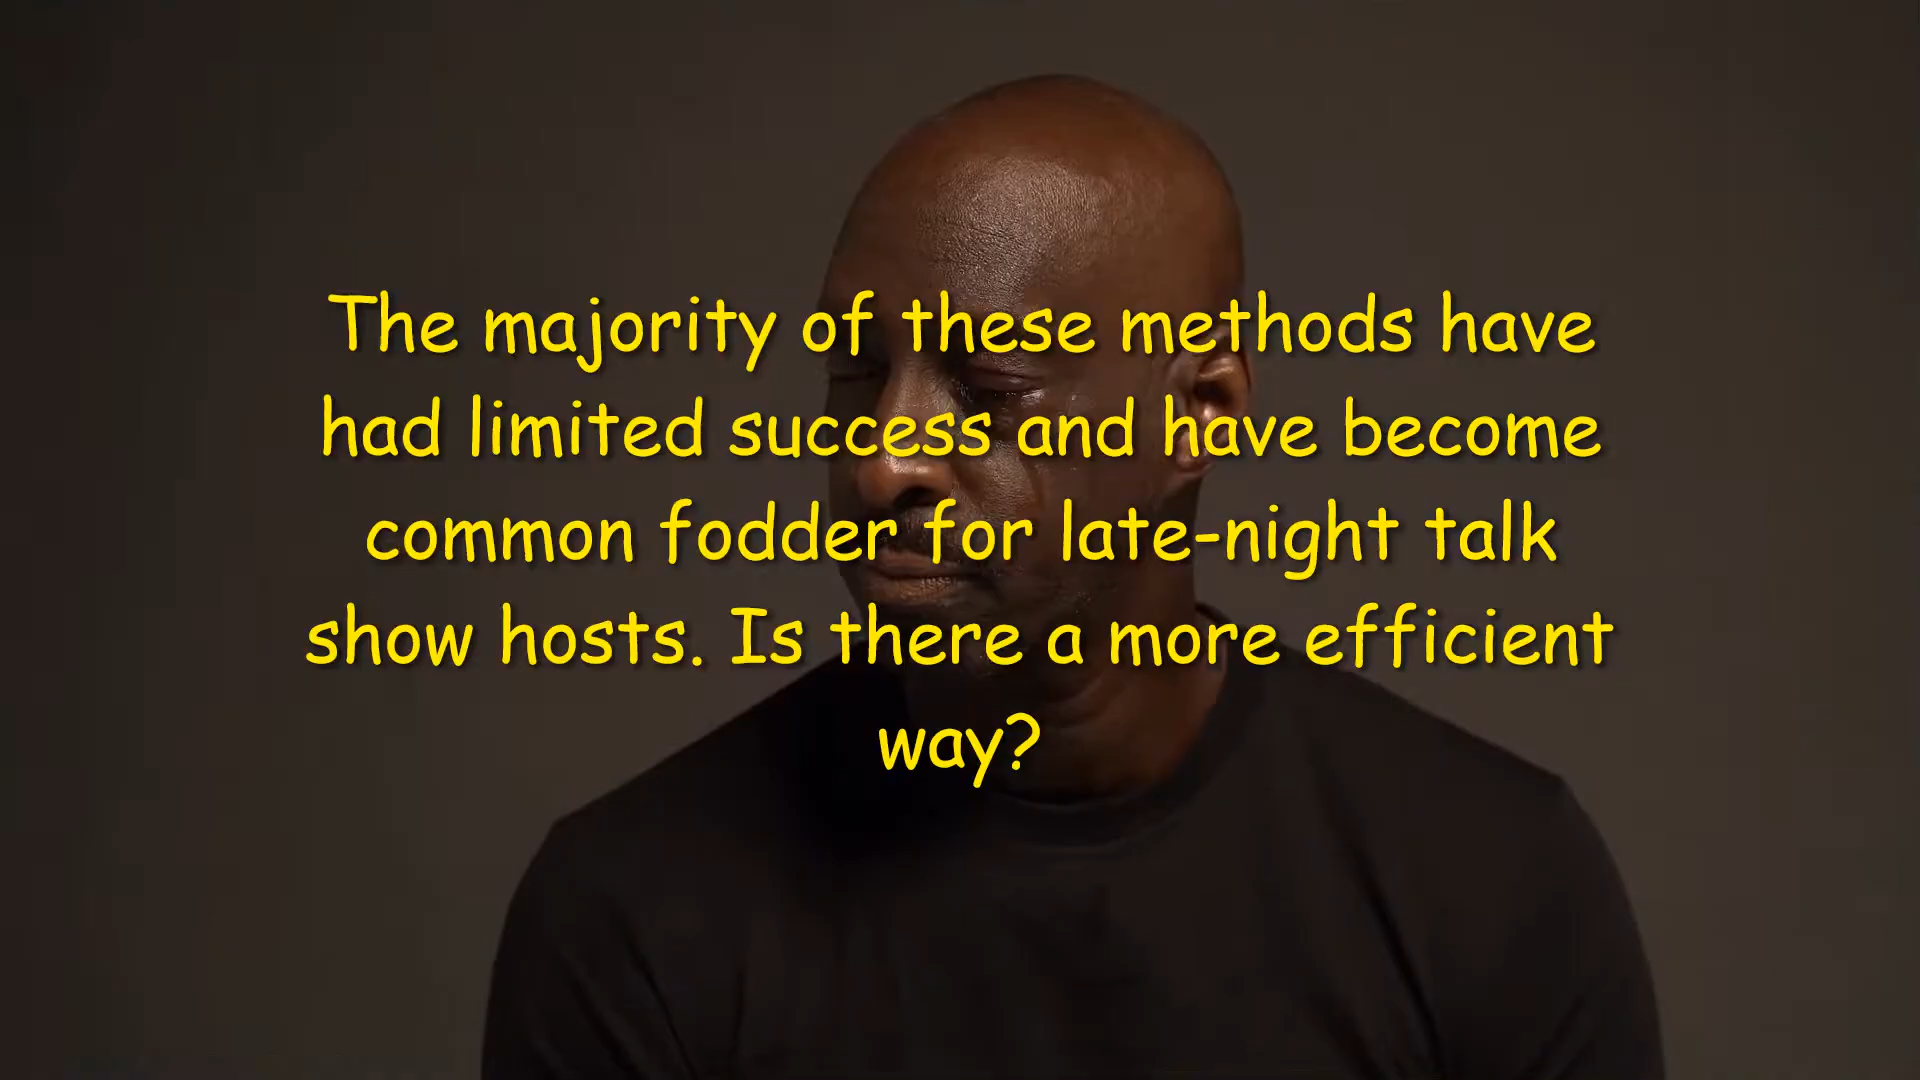 The majority of these methods have
had limited success and have become
common fodder for late-night talk
show hosts. Is there a more efficient
way?